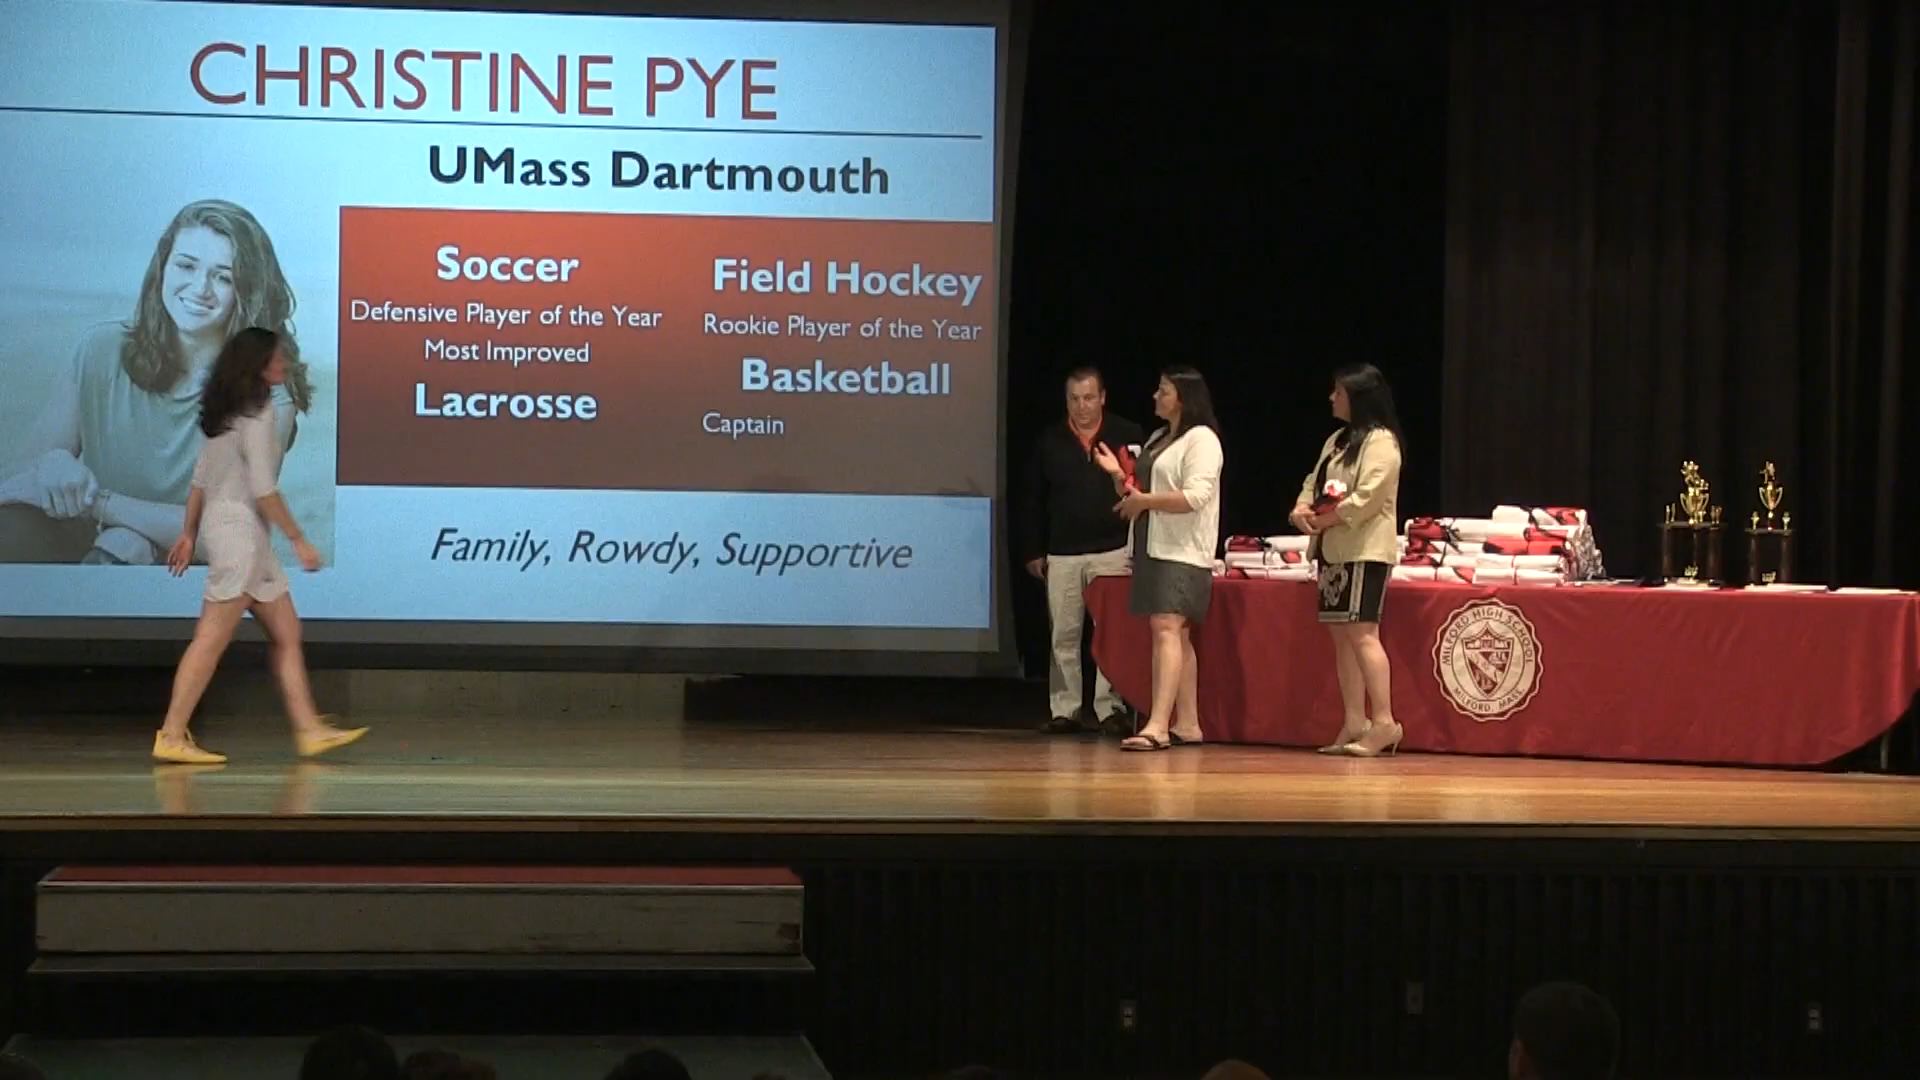 CHRISTINE PYE
UMass Dartmouth
Soccer
Defensive Player of the Year
Most Improved
Lacrosse
Field Hockey
Rookie Player of the Year
Basketball
Captain
Family, Rowdy, Supportive
MILFORD HIGH SCHOOL
MILFORD, MASS.